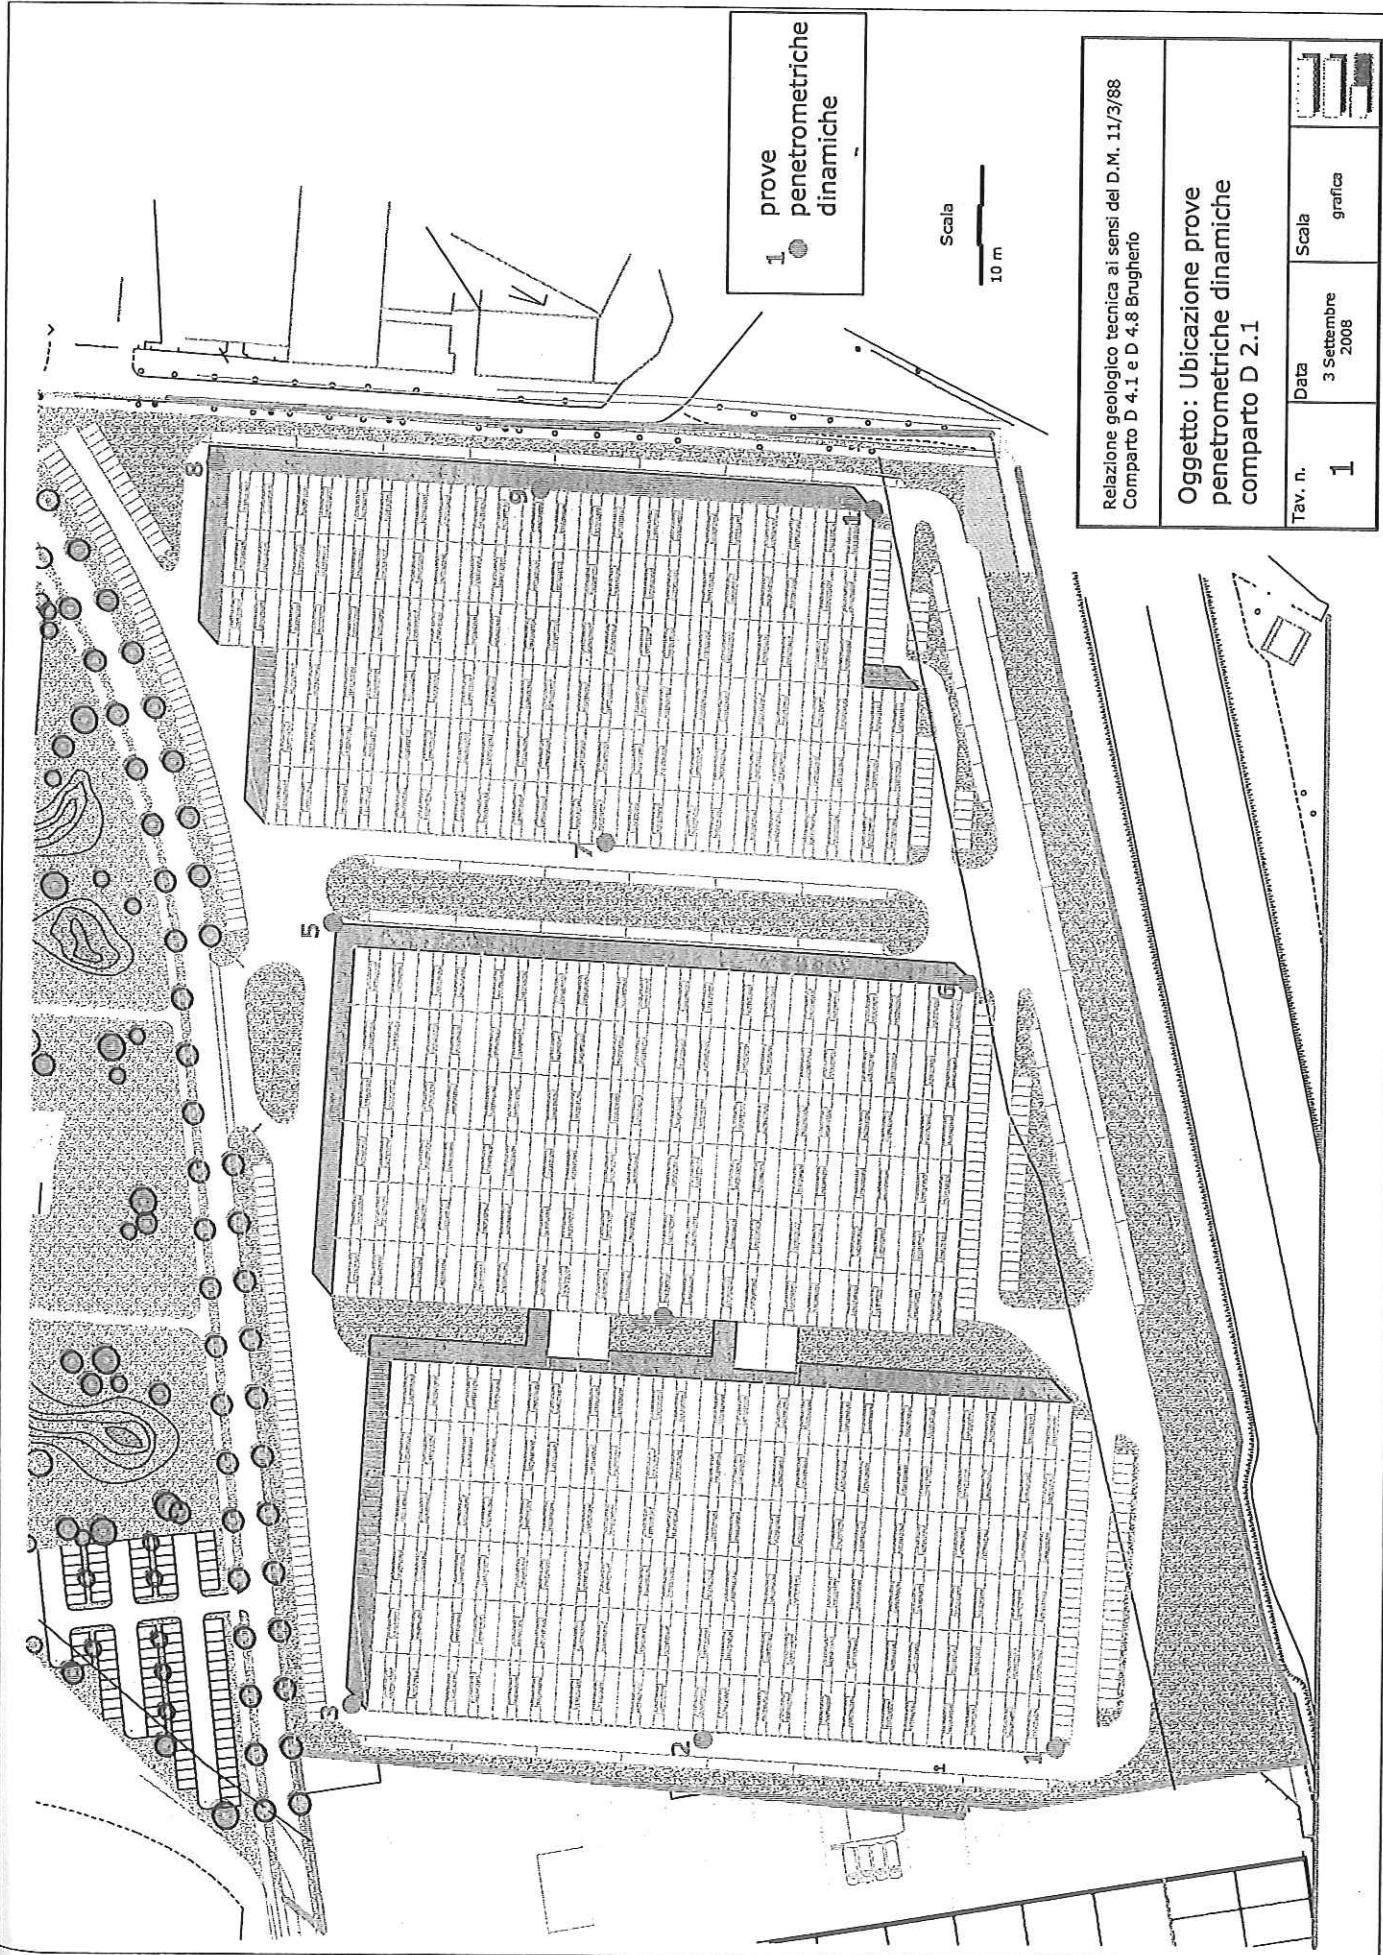 1 prove
penetrometriche
dinamiche
Scala
10 m
Relazione geologico tecnica ai sensi del D.M. 11/3/88
Comparto D 4.1 e D 4.8 Brugherio
Oggetto: Ubicazione prove
penetrometriche dinamiche
comparto D 2.1
Tav. n.
1
Data
3 Settembre
2008
Scala
grafica
8
9
7
5
6
3
2
1